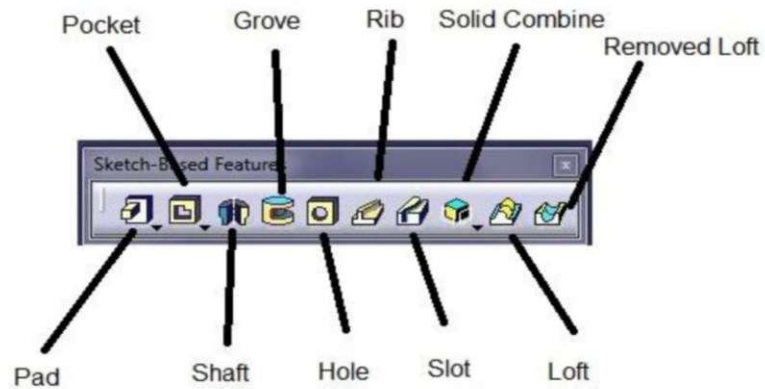 Pocket
Grove
Rib
Solid Combine
Removed Loft
Sketch-Based Features
x
Pad
Shaft
Hole
Slot
Loft